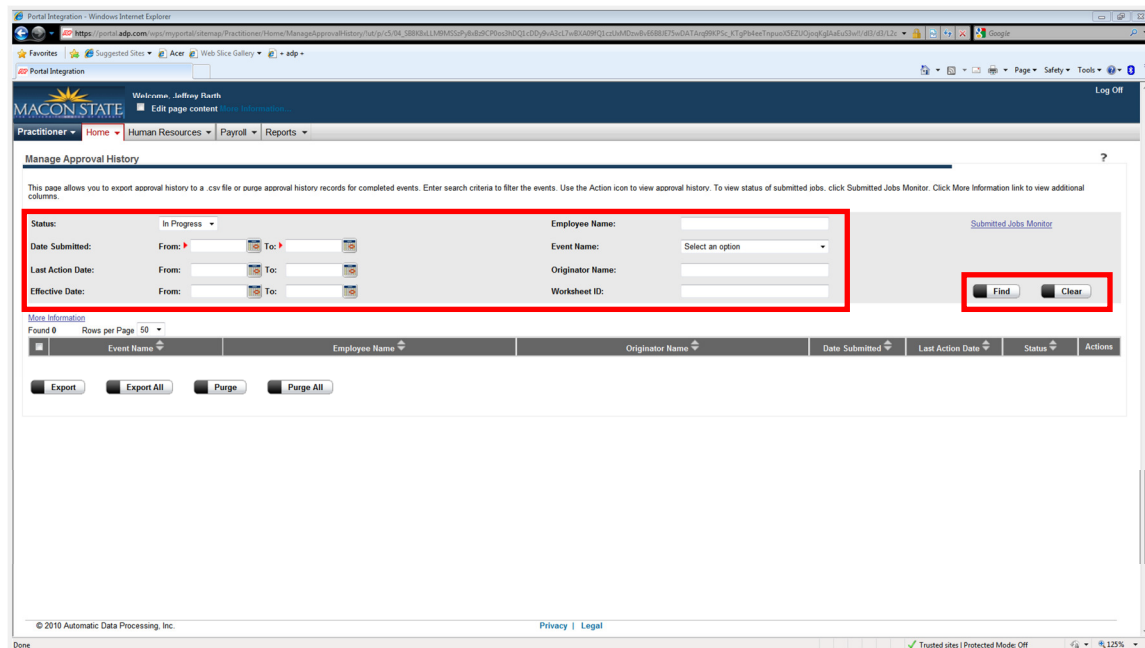 Portal Integration - Windows Internet Explorer
Google
Favorites Suggested Sites Acer Web Slice Gallery + adp +
Portal Integration Page Safety Tools
MACON STATE Welcome, Jeffrey Barth Log Off
Edit page content More Information...
Practitioner Home Human Resources Payroll Reports
Manage Approval History ?
This page allows you to export approval history to a .csv file or purge approval history records for completed events. Enter search criteria to filter the events. Use the Action icon to view approval history. To view status of submitted jobs, click Submitted Jobs Monitor. Click More Information link to view additional
columns.
Status: In Progress Employee Name: Submitted Jobs Monitor
Date Submitted: From: To: Event Name: Select an option
Last Action Date: From: To: Originator Name:
Effective Date: From: To: Worksheet ID: Find Clear
More Information
Found 0 Rows per Page 50
Event Name Employee Name Originator Name Date Submitted Last Action Date Status Actions
Export Export All Purge Purge All
© 2010 Automatic Data Processing, Inc. Privacy | Legal
Done Trusted sites | Protected Mode: Off 125%